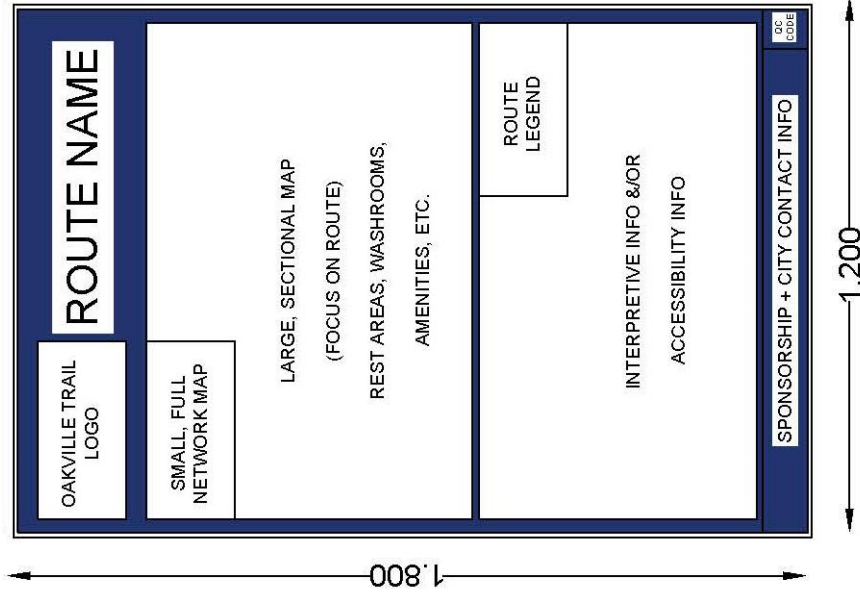 OAKVILLE TRAIL
LOGO
ROUTE NAME
SMALL, FULL
NETWORK MAP
LARGE, SECTIONAL MAP
(FOCUS ON ROUTE)
REST AREAS, WASHROOMS,
AMENITIES, ETC.
ROUTE
LEGEND
INTERPRETIVE INFO &/OR
ACCESSIBILITY INFO
SPONSORSHIP + CITY CONTACT INFO
QC
CODE
1.800
1.200